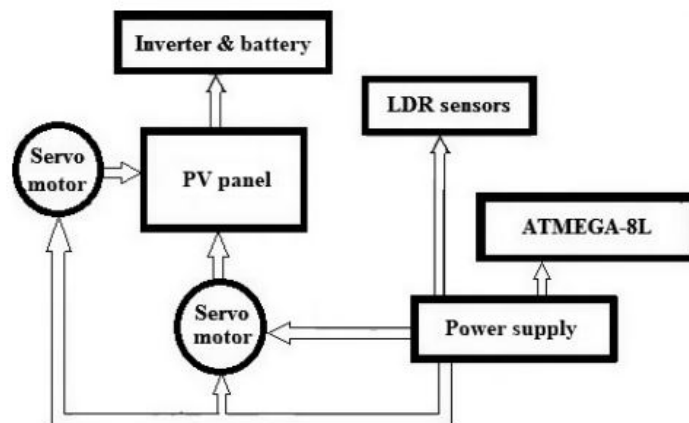 Inverter & battery
LDR sensors
Servo
motor
PV panel
ATMEGA-8L
Servo
motor
Power supply